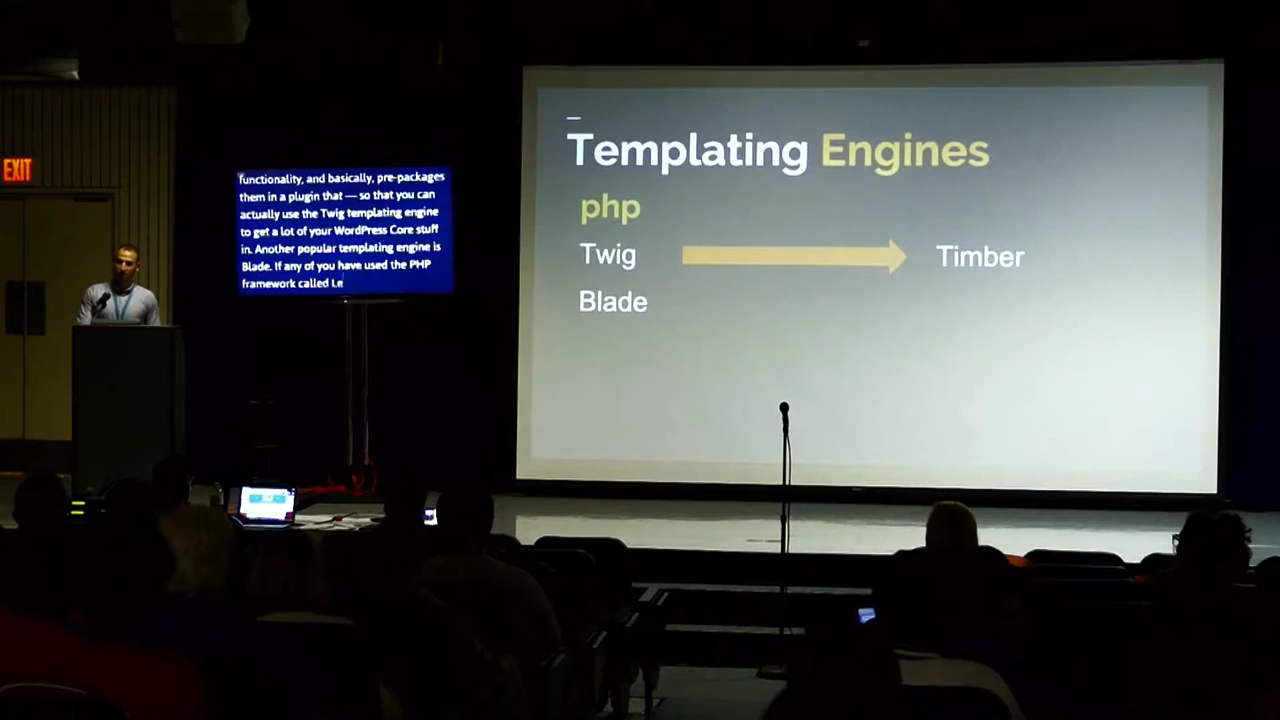 EXIT
functionality, and basically, pre-packages
them in a plugin that — so that you can
actually use the Twig templating engine
to get a lot of your WordPress Core stuff
in. Another popular templating engine is
Blade. If any of you have used the PHP
framework called Le
Templating Engines
php
Twig
Timber
Blade